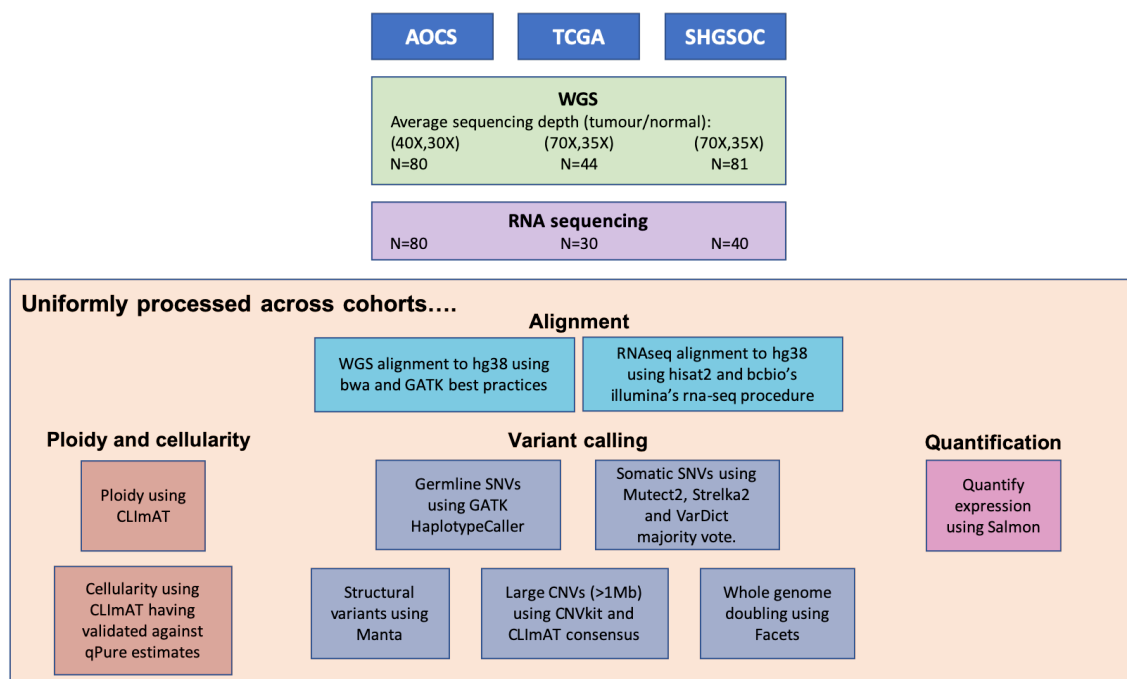 AOCS
TCGA
SHGSOC
WGS
Average sequencing depth (tumour/normal):
(40X,30X) (70X,35X) (70X,35X)
N=80 N=44 N=81
RNA sequencing
N=80 N=30 N=40
Uniformly processed across cohorts....
Alignment
WGS alignment to hg38 using
bwa and GATK best practices
RNAseq alignment to hg38
using hisat2 and bcbio's
illumina's rna-seq procedure
Ploidy and cellularity
Ploidy using
CLImAT
Cellularity using
CLImAT having
validated against
qPure estimates
Variant calling
Germline SNVs
using GATK
HaplotypeCaller
Somatic SNVs using
Mutect2, Strelka2
and VarDict
majority vote.
Structural
variants using
Manta
Large CNVs (>1Mb)
using CNVkit and
CLImAT consensus
Whole genome
doubling using
Facets
Quantification
Quantify
expression
using Salmon